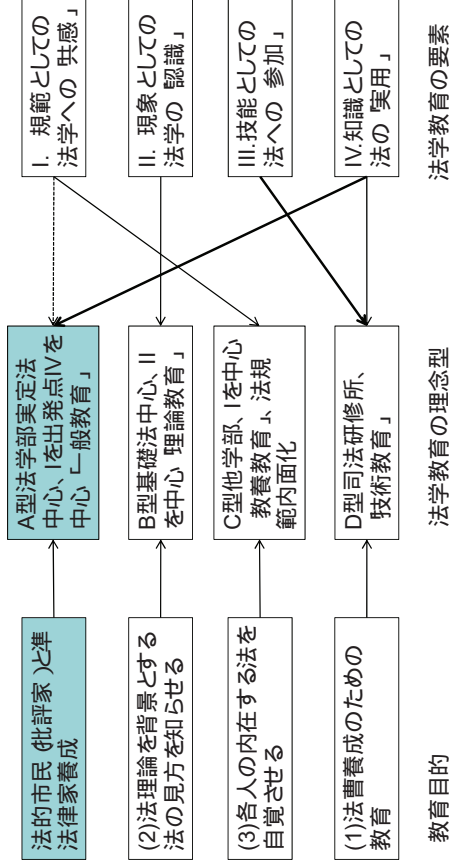 法的市民（批評家）と準
法律家養成
(2)法理論を背景とする
法の見方を知らせる
(3)各人の内在する法を
自覚させる
(1)法曹養成のための
教育
教育目的
A型法学部実定法
中心、Iを出発点IVを
中心「一般教育」
B型基礎法中心、II
を中心「理論教育」
C型他学部、Iを中心
「教養教育」、法規
範内面化
D型司法研修所、
「技術教育」
法学教育の理念型
I. 規範としての
法学への「共感」
II. 現象としての
法学の「認識」
III.技能としての
法への「参加」
IV.知識としての
法の「実用」
法学教育の要素